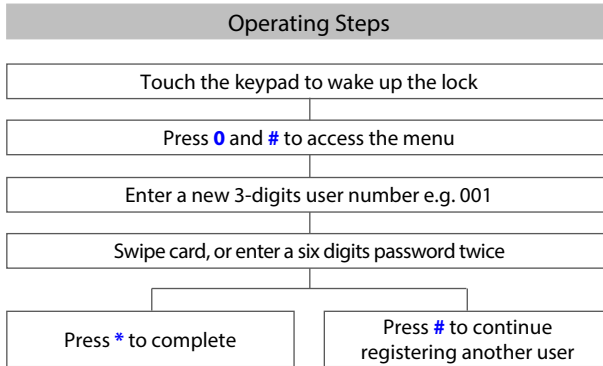 Operating Steps
Touch the keypad to wake up the lock
Press 0 and # to access the menu
Enter a new 3-digits user number e.g. 001
Swipe card, or enter a six digits password twice
Press * to complete
Press # to continue
registering another user